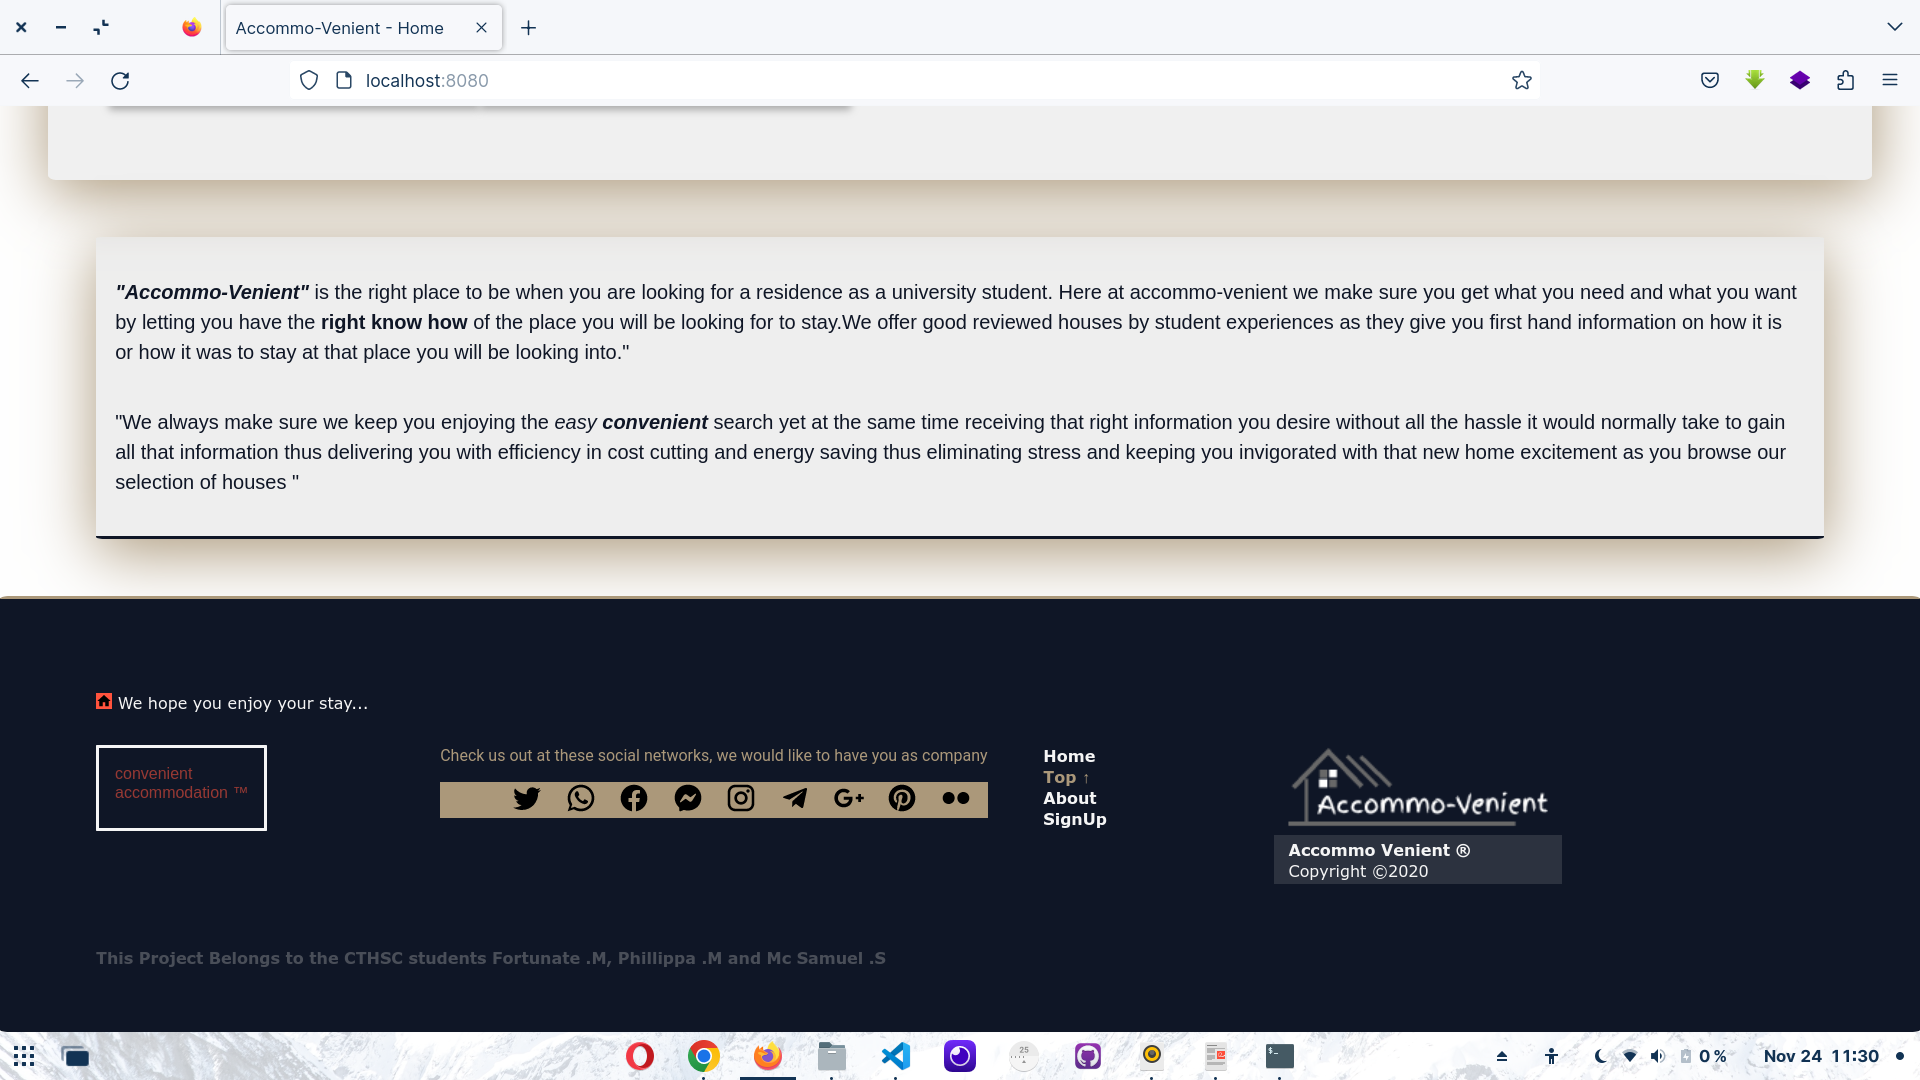 Accommo-Venient - Home
localhost:8080
"Accommo-Venient" is the right place to be when you are looking for a residence as a university student. Here at accommo-venient we make sure you get what you need and what you want
by letting you have the right know how of the place you will be looking for to stay.We offer good reviewed houses by student experiences as they give you first hand information on how it is
or how it was to stay at that place you will be looking into."
"We always make sure we keep you enjoying the easy convenient search yet at the same time receiving that right information you desire without all the hassle it would normally take to gain
all that information thus delivering you with efficiency in cost cutting and energy saving thus eliminating stress and keeping you invigorated with that new home excitement as you browse our
selection of houses "
We hope you enjoy your stay...
convenient
accommodation ™
Check us out at these social networks, we would like to have you as company
Home
Top ↑
About
SignUp
Accommo-Venient
Accommo Venient ®
Copyright ©2020
This Project Belongs to the CTHSC students Fortunate .M, Phillippa .M and Mc Samuel .S
25
$-
0 %
Nov 24 11:30